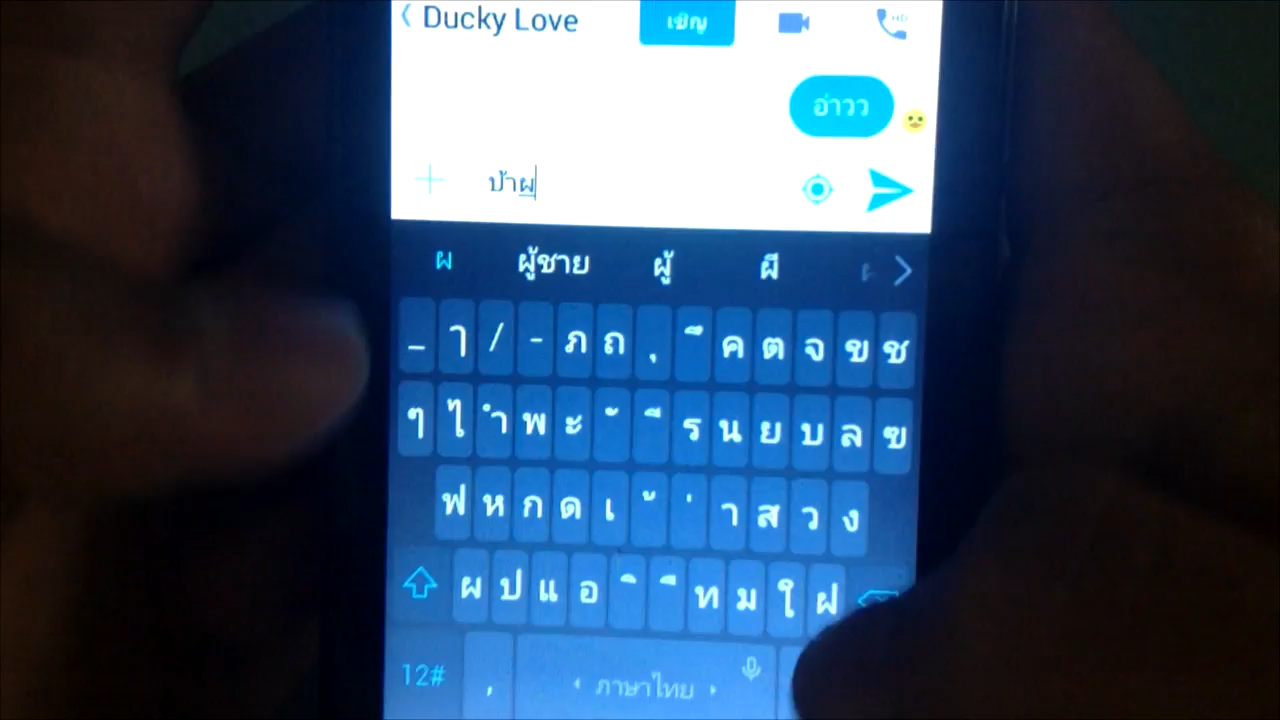 Ducky Love
เชิญ
HD
อ่าวว
ป้าผ
ผ ผู้ชาย ผู้ ผี
_ า / - ภ ถ ุ ึ ค ต จ ข ช
ๆ ไ ำ พ ะ ั ี ร น ย บ ล ฃ
ฟ ห ก ด เ ้ ่ า ส ว ง
ผ ป แ อ ิ ื ท ม ใ ฝ
12# , ภาษาไทย